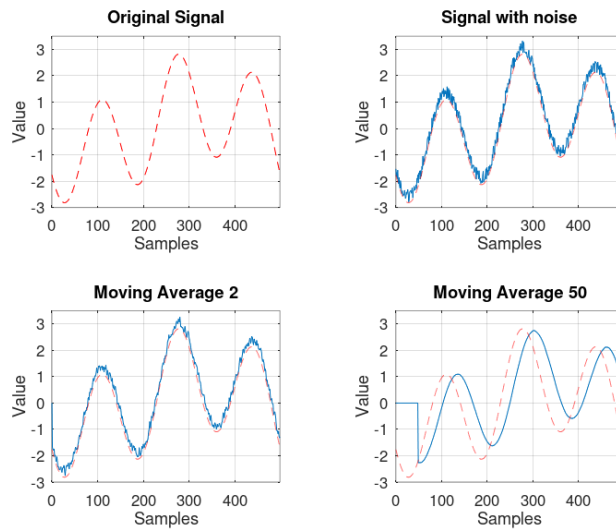 Original Signal
3
2
1
0
-1
-2
-3
Value
0 100 200 300 400
Samples
Signal with noise
3
2
1
0
-1
-2
-3
Value
0 100 200 300 400
Samples
Moving Average 2
3
2
1
0
-1
-2
-3
Value
0 100 200 300 400
Samples
Moving Average 50
3
2
1
0
-1
-2
-3
Value
0 100 200 300 400
Samples